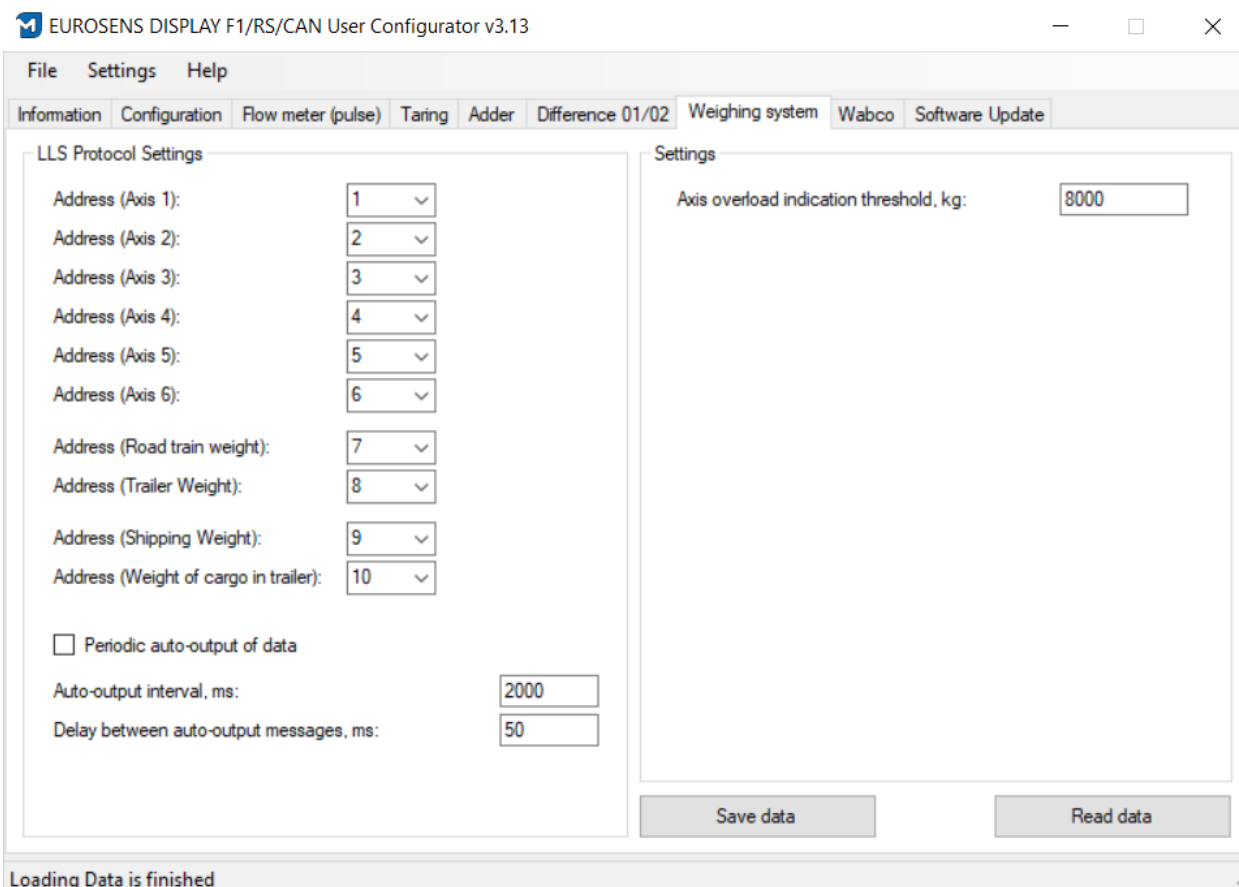 EUROSENS DISPLAY F1/RS/CAN User Configurator v3.13
File Settings Help
Information Configuration Flow meter (pulse) Taring Adder Difference 01/02 Weighing system Wabco Software Update
LLS Protocol Settings
Address (Axis 1): 1
Address (Axis 2): 2
Address (Axis 3): 3
Address (Axis 4): 4
Address (Axis 5): 5
Address (Axis 6): 6
Address (Road train weight): 7
Address (Trailer Weight): 8
Address (Shipping Weight): 9
Address (Weight of cargo in trailer): 10
Periodic auto-output of data
Auto-output interval, ms: 2000
Delay between auto-output messages, ms: 50
Settings
Axis overload indication threshold, kg: 8000
Save data Read data
Loading Data is finished